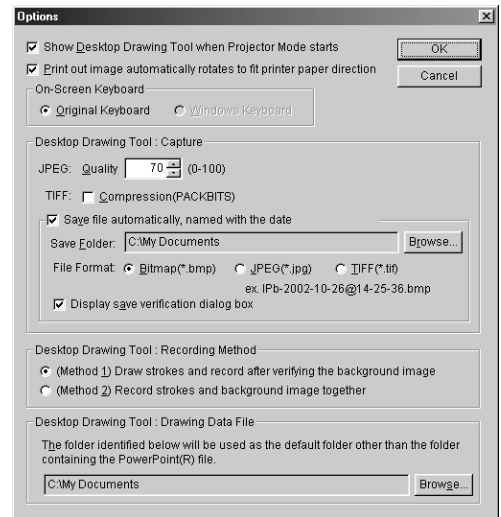 Options
Show Desktop Drawing Tool when Projector Mode starts
OK
Print out image automatically rotates to fit printer paper direction
Cancel
On-Screen Keyboard
Original Keyboard Windows Keyboard
Desktop Drawing Tool : Capture
JPEG: Quality 70 (0-100)
TIFF: Compression(PACKBITS)
Save file automatically, named with the date
Save Folder: C:\My Documents Browse...
File Format: Bitmap(*.bmp) JPEG(*.jpg) TIFF(*.tif)
ex. IPb-2002-10-26@14-25-36.bmp
Display save verification dialog box
Desktop Drawing Tool : Recording Method
(Method 1) Draw strokes and record after verifying the background image
(Method 2) Record strokes and background image together
Desktop Drawing Tool : Drawing Data File
The folder identified below will be used as the default folder other than the folder
containing the PowerPoint(R) file.
C:\My Documents Browse...